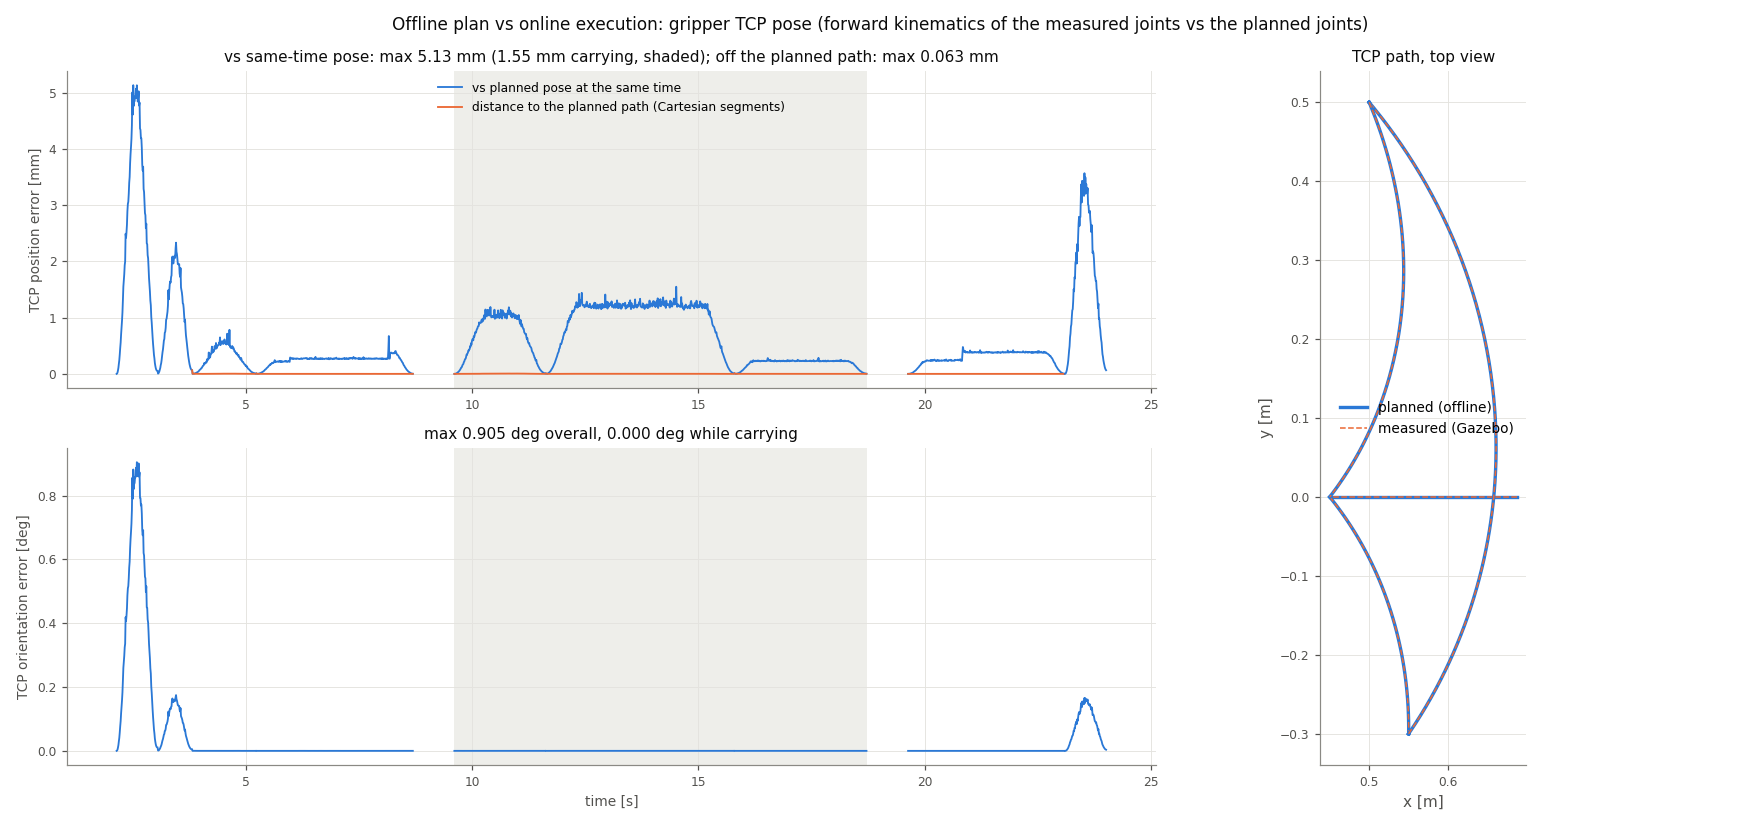 Offline plan vs online execution: gripper TCP pose (forward kinematics of the measured joints vs the planned joints)
vs same-time pose: max 5.13 mm (1.55 mm carrying, shaded); off the planned path: max 0.063 mm
TCP position error [mm]
5
4
3
2
1
0
vs planned pose at the same time
distance to the planned path (Cartesian segments)
5
10
15
20
25
max 0.905 deg overall, 0.000 deg while carrying
TCP orientation error [deg]
0.8
0.6
0.4
0.2
0.0
5
10
15
20
25
time [s]
TCP path, top view
y [m]
0.5
0.4
0.3
0.2
0.1
0.0
−0.1
−0.2
−0.3
planned (offline)
measured (Gazebo)
0.5
0.6
x [m]